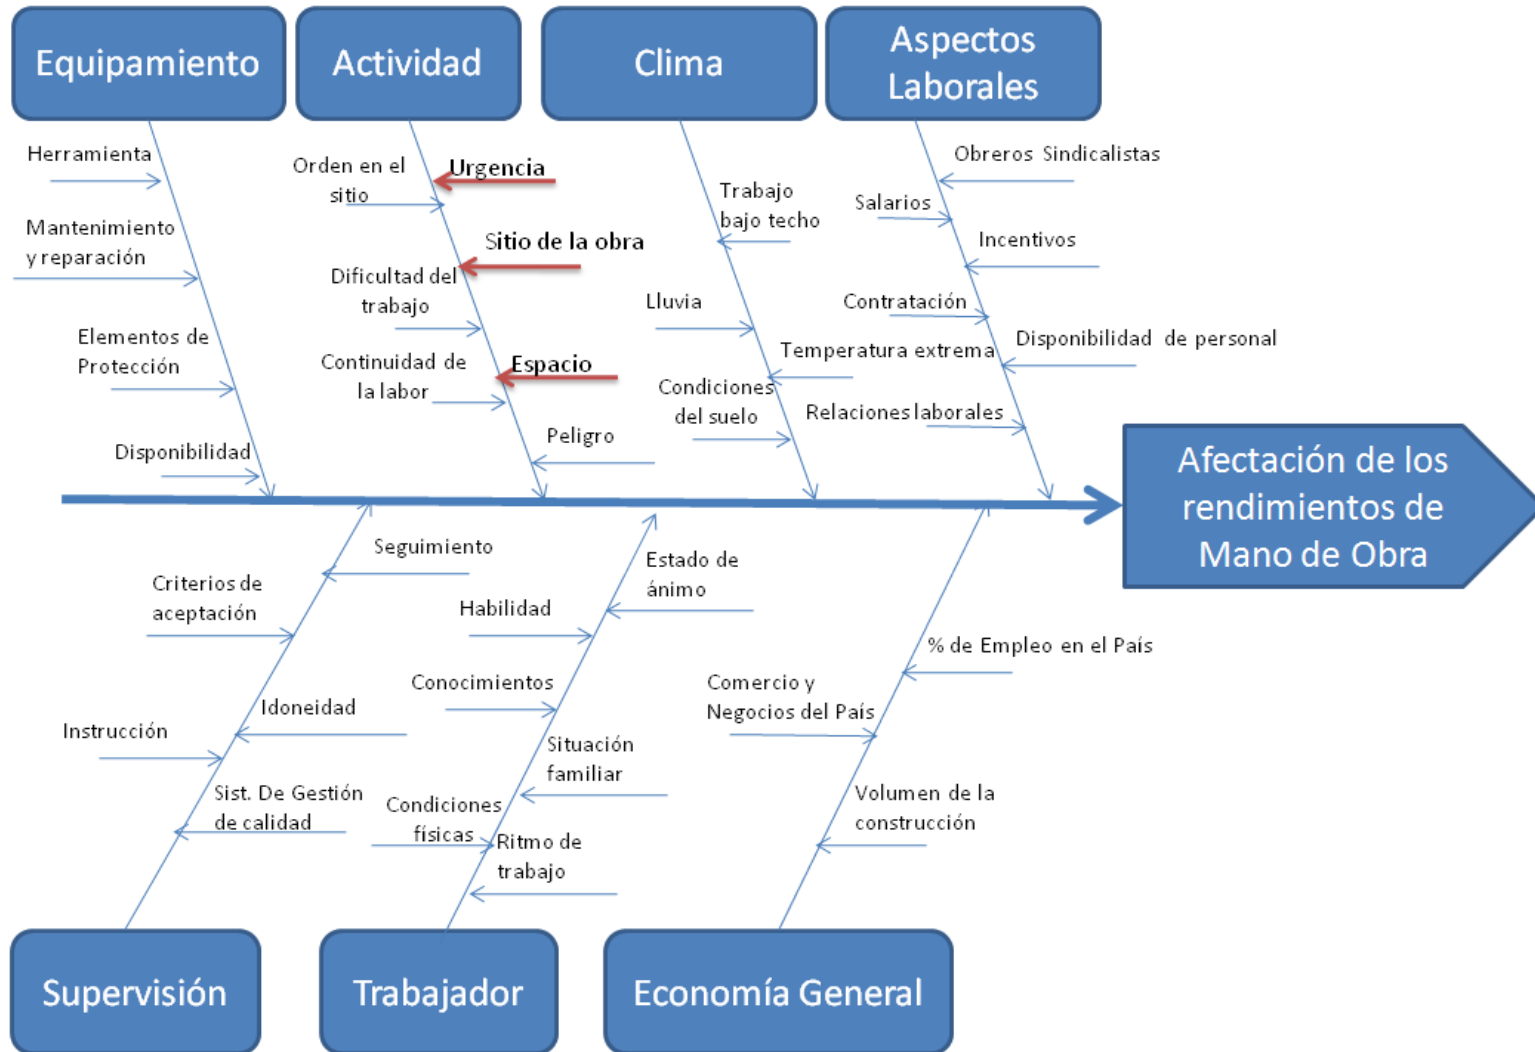 Equipamiento
Actividad
Clima
Aspectos
Laborales
Herramienta
Mantenimiento
y reparación
Elementos de
Protección
Disponibilidad
Orden en el
sitio
Urgencia
Sitio de la obra
Dificultad del
trabajo
Continuidad de
la labor
Espacio
Peligro
Trabajo
bajo techo
Lluvia
Temperatura extrema
Condiciones
del suelo
Obreros Sindicalistas
Salarios
Incentivos
Contratación
Disponibilidad de personal
Relaciones laborales
Afectación de los
rendimientos de
Mano de Obra
Seguimiento
Criterios de
aceptación
Idoneidad
Instrucción
Sist. De Gestión
de calidad
Estado de
ánimo
Habilidad
Conocimientos
Situación
familiar
Condiciones
físicas
Ritmo de
trabajo
% de Empleo en el País
Comercio y
Negocios del País
Volumen de la
construcción
Supervisión
Trabajador
Economía General